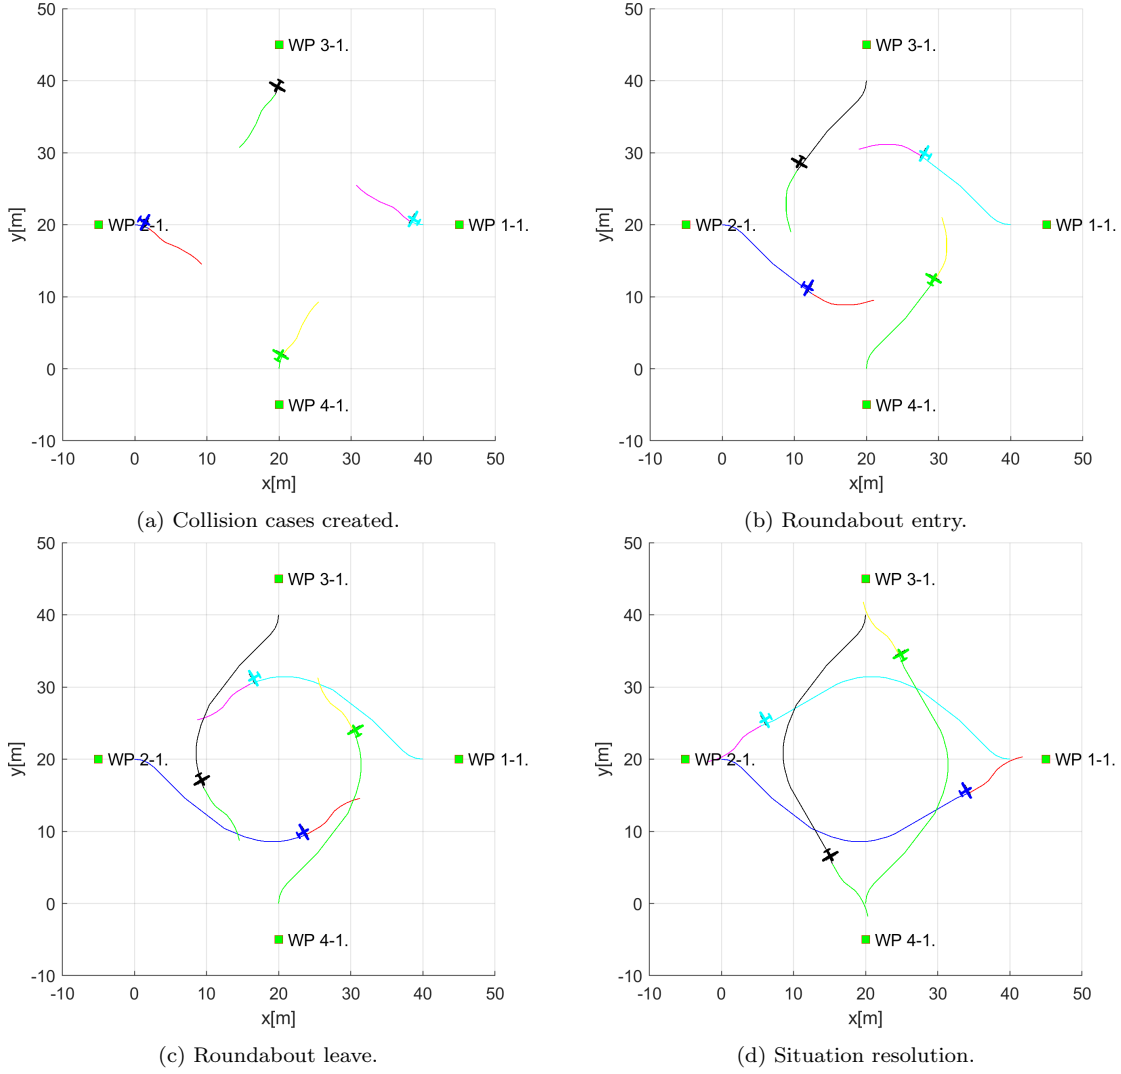 50
40
30
20
10
0
-10
y[m]
WP 3-1.
WP 2-1.
WP 1-1.
WP 4-1.
-10 0 10 20 30 40 50
x[m]
(a) Collision cases created.
50
40
30
20
10
0
-10
y[m]
WP 3-1.
WP 2-1.
WP 1-1.
WP 4-1.
-10 0 10 20 30 40 50
x[m]
(b) Roundabout entry.
50
40
30
20
10
0
-10
y[m]
WP 3-1.
WP 2-1.
WP 1-1.
WP 4-1.
-10 0 10 20 30 40 50
x[m]
(c) Roundabout leave.
50
40
30
20
10
0
-10
y[m]
WP 3-1.
WP 2-1.
WP 1-1.
WP 4-1.
-10 0 10 20 30 40 50
x[m]
(d) Situation resolution.